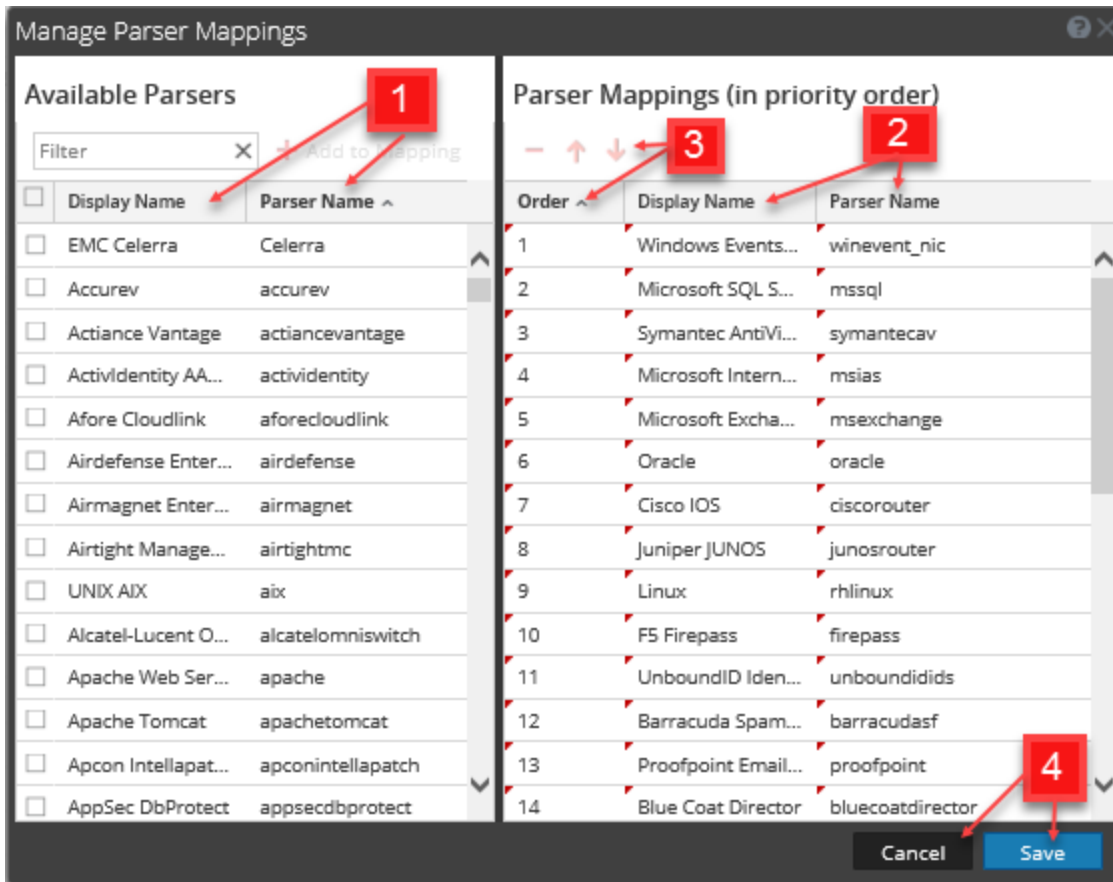 Manage Parser Mappings
Available Parsers
1
Filter
Add to Mapping
Display Name Parser Name
EMC Celerra Celerra
Accurev accurev
Actiance Vantage actiancevantage
ActivIdentity AA... actividentity
Afore Cloudlink aforecloudlink
Airdefense Enter... airdefense
Airmagnet Enter... airmagnet
Airtight Manage... airtightmc
UNIX AIX aix
Alcatel-Lucent O... alcatelomniswitch
Apache Web Ser... apache
Apache Tomcat apachetomcat
Apcon Intellapat... apconintellapatch
AppSec DbProtect appsecdbprotect
Parser Mappings (in priority order)
3
2
Order Display Name Parser Name
1 Windows Events... winevent_nic
2 Microsoft SQL S... mssql
3 Symantec AntiVi... symantecav
4 Microsoft Intern... msias
5 Microsoft Excha... msexchange
6 Oracle oracle
7 Cisco IOS ciscorouter
8 Juniper JUNOS junosrouter
9 Linux rhlinux
10 F5 Firepass firepass
11 UnboundID Iden... unboundidids
12 Barracuda Spam... barracudasf
13 Proofpoint Email... proofpoint
14 Blue Coat Director bluecoatdirector
4
Cancel Save